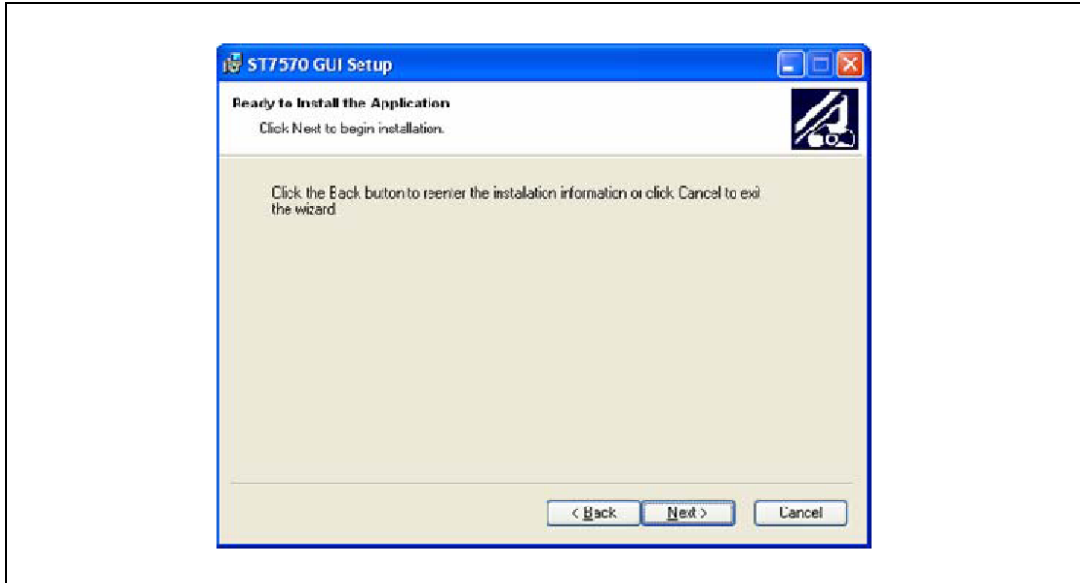 ST7570 GUI Setup
Ready to Install the Application
Click Next to begin installation.
Click the Back button to reenter the installation information or click Cancel to exit
the wizard.
< Back
Next >
Cancel